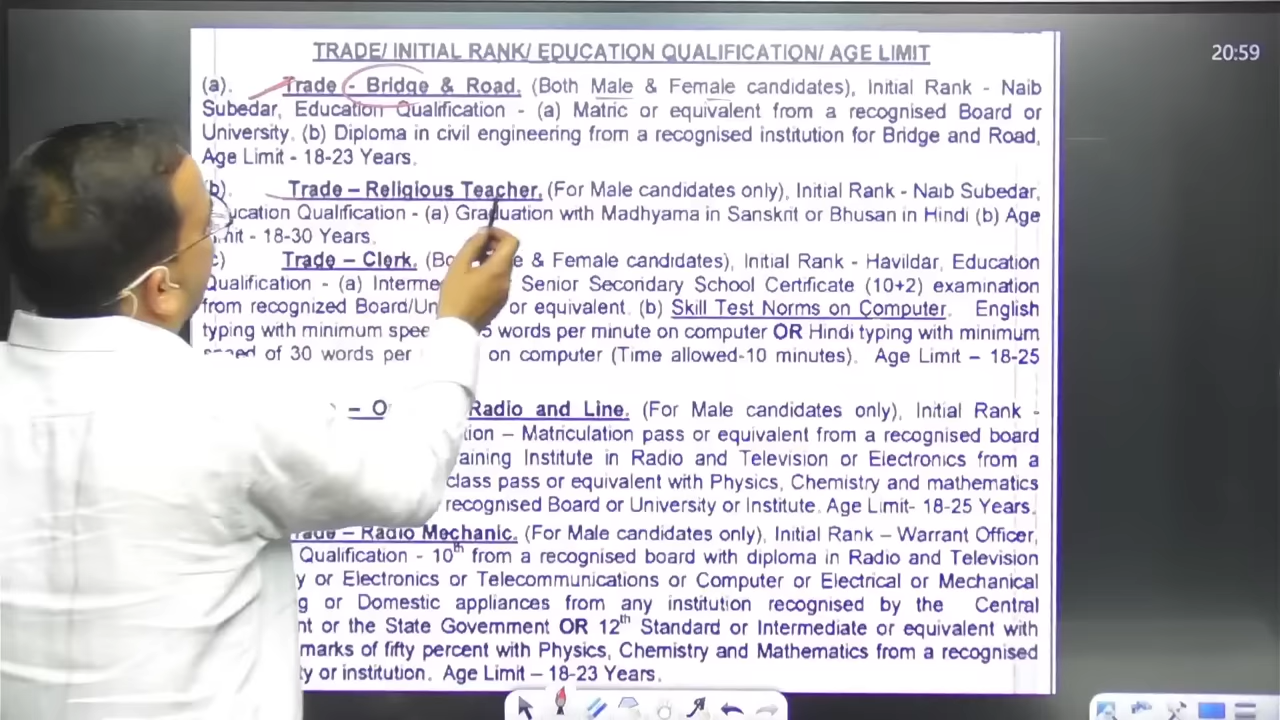 TRADE/ INITIAL RANK/ EDUCATION QUALIFICATION/ AGE LIMIT
20:59
(a). Trade - Bridge & Road, (Both Male & Female candidates), Initial Rank - Naib
Subedar, Education Qualification - (a) Matric or equivalent from a recognised Board or
University. (b) Diploma in civil engineering from a recognised institution for Bridge and Road,
Age Limit - 18-23 Years.
b). Trade – Religious Teacher, (For Male candidates only), Initial Rank - Naib Subedar,
ucation Qualification - (a) Graduation with Madhyama in Sanskrit or Bhusan in Hindi (b) Age
- 18-30 Years.
Trade – Clerk, & Female candidates), Initial Rank - Havildar, Education
Qualification - (a) Senior Secondary School Certificate (10+2) examination
from recognized or equivalent. (b) Skill Test Norms on Computer. English
typing with minimum words per minute on computer OR Hindi typing with minimum
of 30 words per on computer (Time allowed-10 minutes). Age Limit – 18-25
– Radio and Line. (For Male candidates only), Initial Rank -
– Matriculation pass or equivalent from a recognised board
Institute in Radio and Television or Electronics from a
class pass or equivalent with Physics, Chemistry and mathematics
recognised Board or University or Institute. Age Limit- 18-25 Years.
– Radio Mechanic. (For Male candidates only), Initial Rank – Warrant Officer,
Qualification - 10th from a recognised board with diploma in Radio and Television
or Electronics or Telecommunications or Computer or Electrical or Mechanical
or Domestic appliances from any institution recognised by the Central
or the State Government OR 12th Standard or Intermediate or equivalent with
marks of fifty percent with Physics, Chemistry and Mathematics from a recognised
or institution. Age Limit – 18-23 Years.